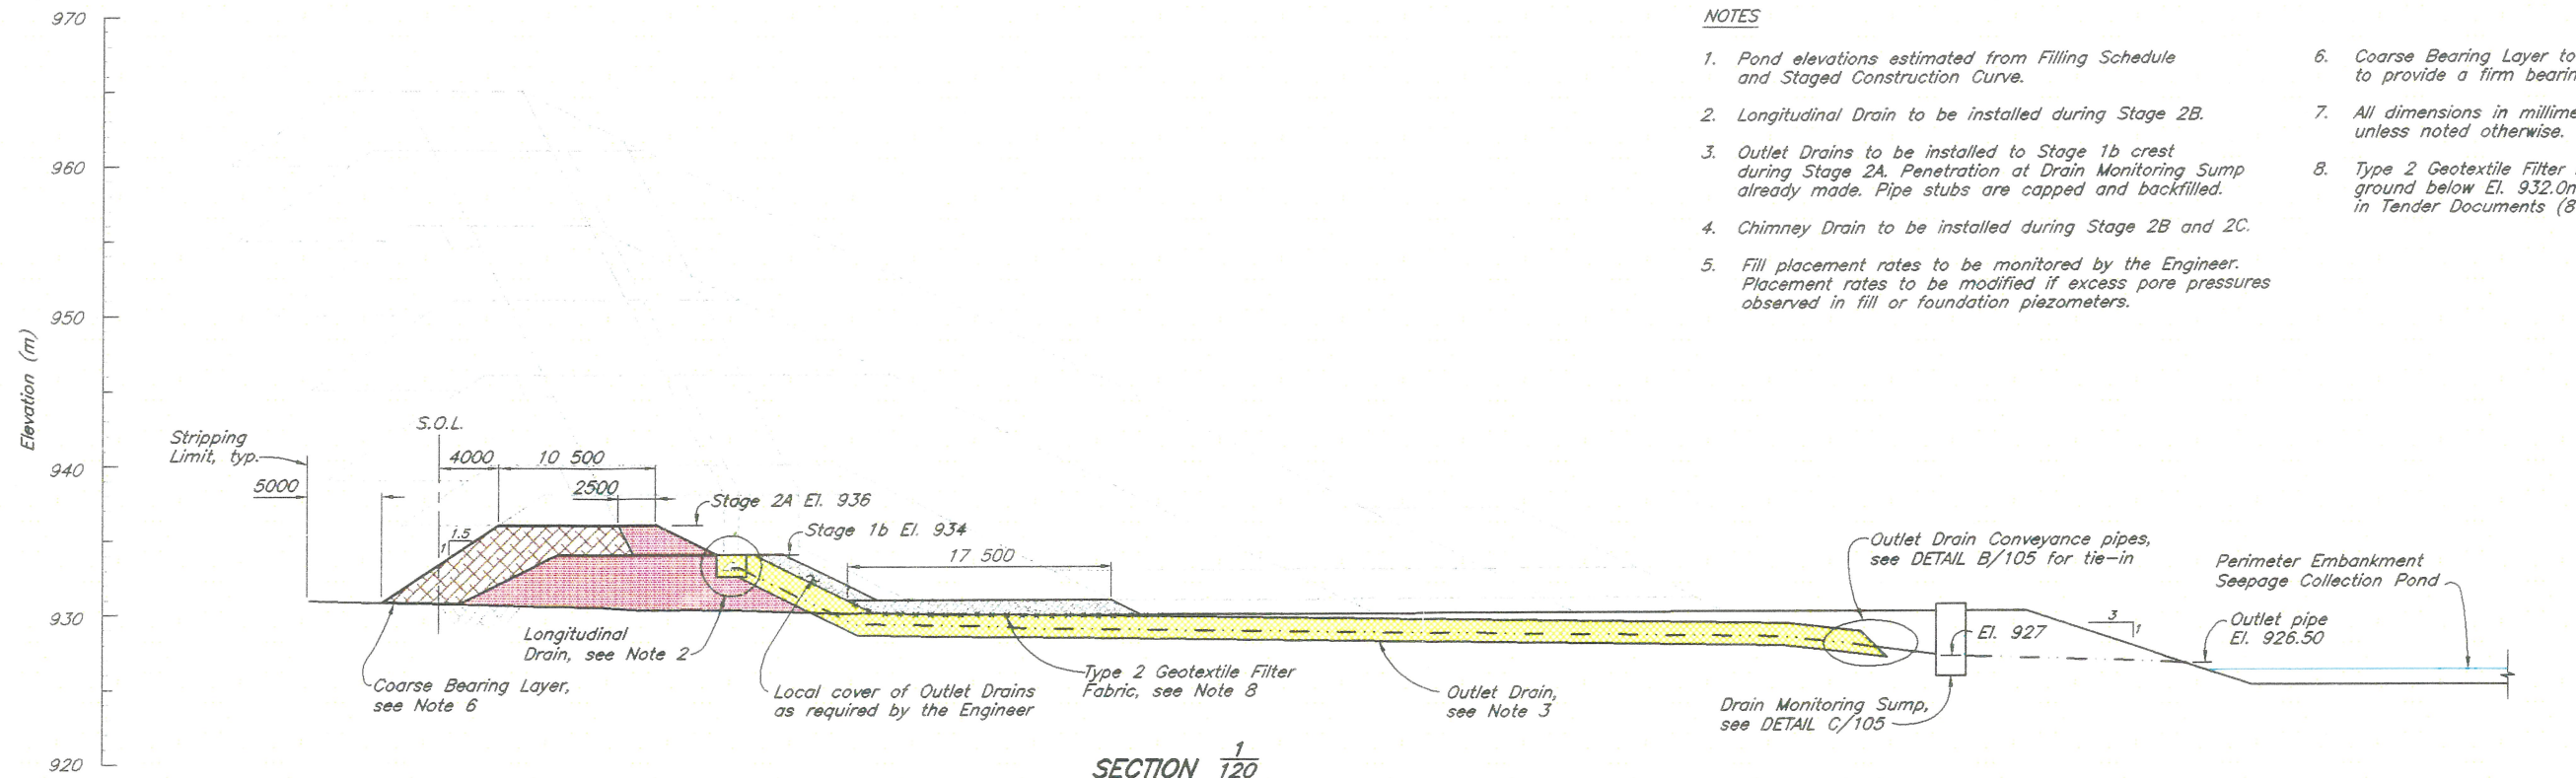 970
960
950
940
930
920
Elevation (m)
NOTES
1. Pond elevations estimated from Filling Schedule
and Staged Construction Curve.
2. Longitudinal Drain to be installed during Stage 2B.
3. Outlet Drains to be installed to Stage 1b crest
during Stage 2A. Penetration at Drain Monitoring Sump
already made. Pipe stubs are capped and backfilled.
4. Chimney Drain to be installed during Stage 2B and 2C.
5. Fill placement rates to be monitored by the Engineer.
Placement rates to be modified if excess pore pressures
observed in fill or foundation piezometers.
6. Coarse Bearing Layer to
to provide a firm bearin
7. All dimensions in millime
unless noted otherwise.
8. Type 2 Geotextile Filter
ground below El. 932.0m
in Tender Documents (8
Stripping
Limit, typ.
S.O.L.
4000
10 500
5000
2500
1.5
1
Stage 2A El. 936
Stage 1b El. 934
17 500
Outlet Drain Conveyance pipes,
see DETAIL B/105 for tie-in
Perimeter Embankment
Seepage Collection Pond
3
1
Outlet pipe
El. 926.50
El. 927
Longitudinal
Drain, see Note 2
Coarse Bearing Layer,
see Note 6
Local cover of Outlet Drains
as required by the Engineer
Type 2 Geotextile Filter
Fabric, see Note 8
Outlet Drain,
see Note 3
Drain Monitoring Sump,
see DETAIL C/105
SECTION 1
120